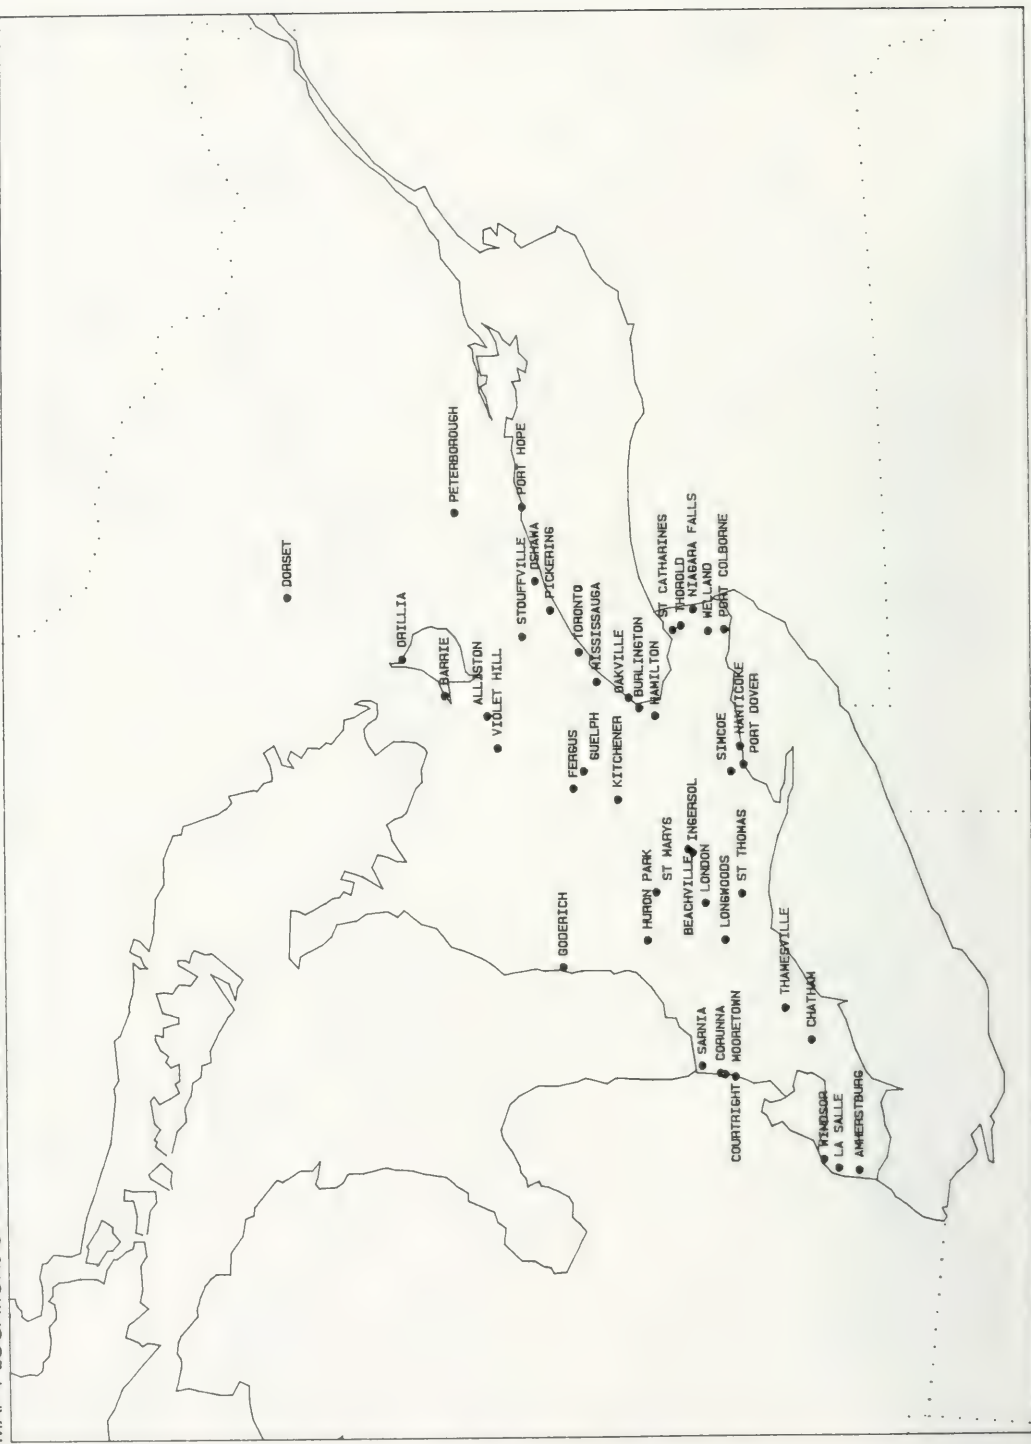 DORSET
ORILLIA
BARRIE
PETERBOROUGH
ALLISTON
VIOLET HILL
STOUFFVILLE
PORT HOPE
OSHAWA
PICKERING
GODERICH
FERGUS
GUELPH
TORONTO
MISSISSAUGA
KITCHENER
OAKVILLE
BURLINGTON
HAMILTON
HURON PARK
ST MARYS
ST CATHARINES
THOROLD
NIAGARA FALLS
WELLAND
PORT COLBORNE
BEACHVILLE
INGERSOL
LONDON
LONGWOODS
ST THOMAS
SIMCOE
NANTICOKE
PORT DOVER
SARNIA
CORUNNA
MOORETOWN
COURTRIGHT
THAMESVILLE
CHATHAM
WINDSOR
LA SALLE
AMHERSTBURG